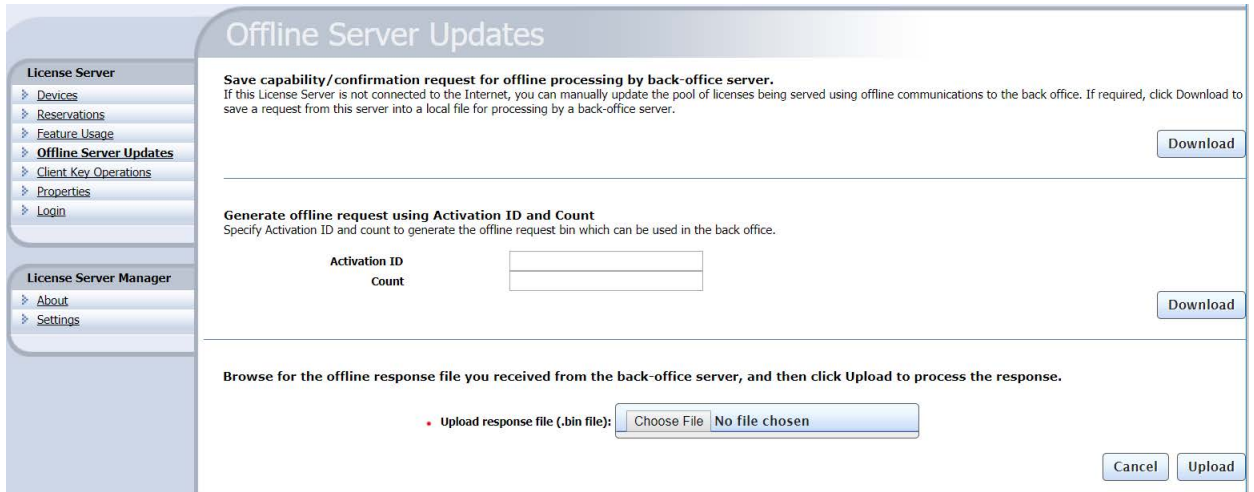 Offline Server Updates
License Server
Devices
Reservations
Feature Usage
Offline Server Updates
Client Key Operations
Properties
Login
License Server Manager
About
Settings
Save capability/confirmation request for offline processing by back-office server.
If this License Server is not connected to the Internet, you can manually update the pool of licenses being served using offline communications to the back office. If required, click Download to
save a request from this server into a local file for processing by a back-office server.
Download
Generate offline request using Activation ID and Count
Specify Activation ID and count to generate the offline request bin which can be used in the back office.
Activation ID
Count
Download
Browse for the offline response file you received from the back-office server, and then click Upload to process the response.
Upload response file (.bin file): Choose File No file chosen
Cancel Upload